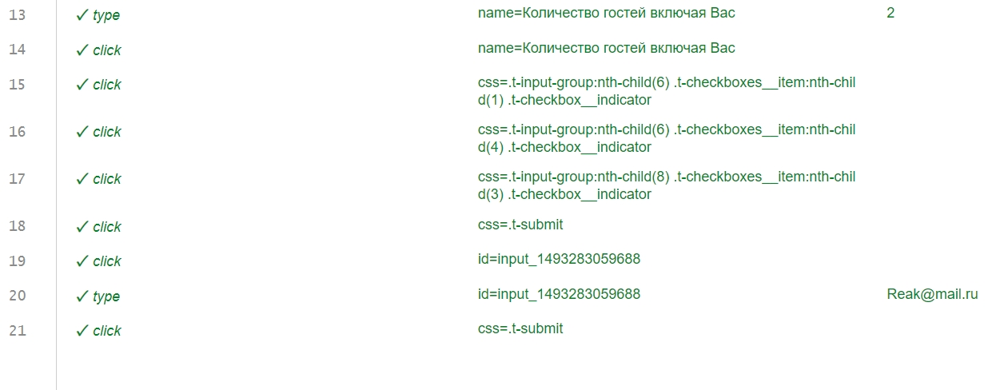 13 ✓ type name=Количество гостей включая Вас 2
14 ✓ click name=Количество гостей включая Вас
15 ✓ click css=.t-input-group:nth-child(6) .t-checkboxes__item:nth-chil
d(1) .t-checkbox__indicator
16 ✓ click css=.t-input-group:nth-child(6) .t-checkboxes__item:nth-chil
d(4) .t-checkbox__indicator
17 ✓ click css=.t-input-group:nth-child(8) .t-checkboxes__item:nth-chil
d(3) .t-checkbox__indicator
18 ✓ click css=.t-submit
19 ✓ click id=input_1493283059688
20 ✓ type id=input_1493283059688 Reak@mail.ru
21 ✓ click css=.t-submit